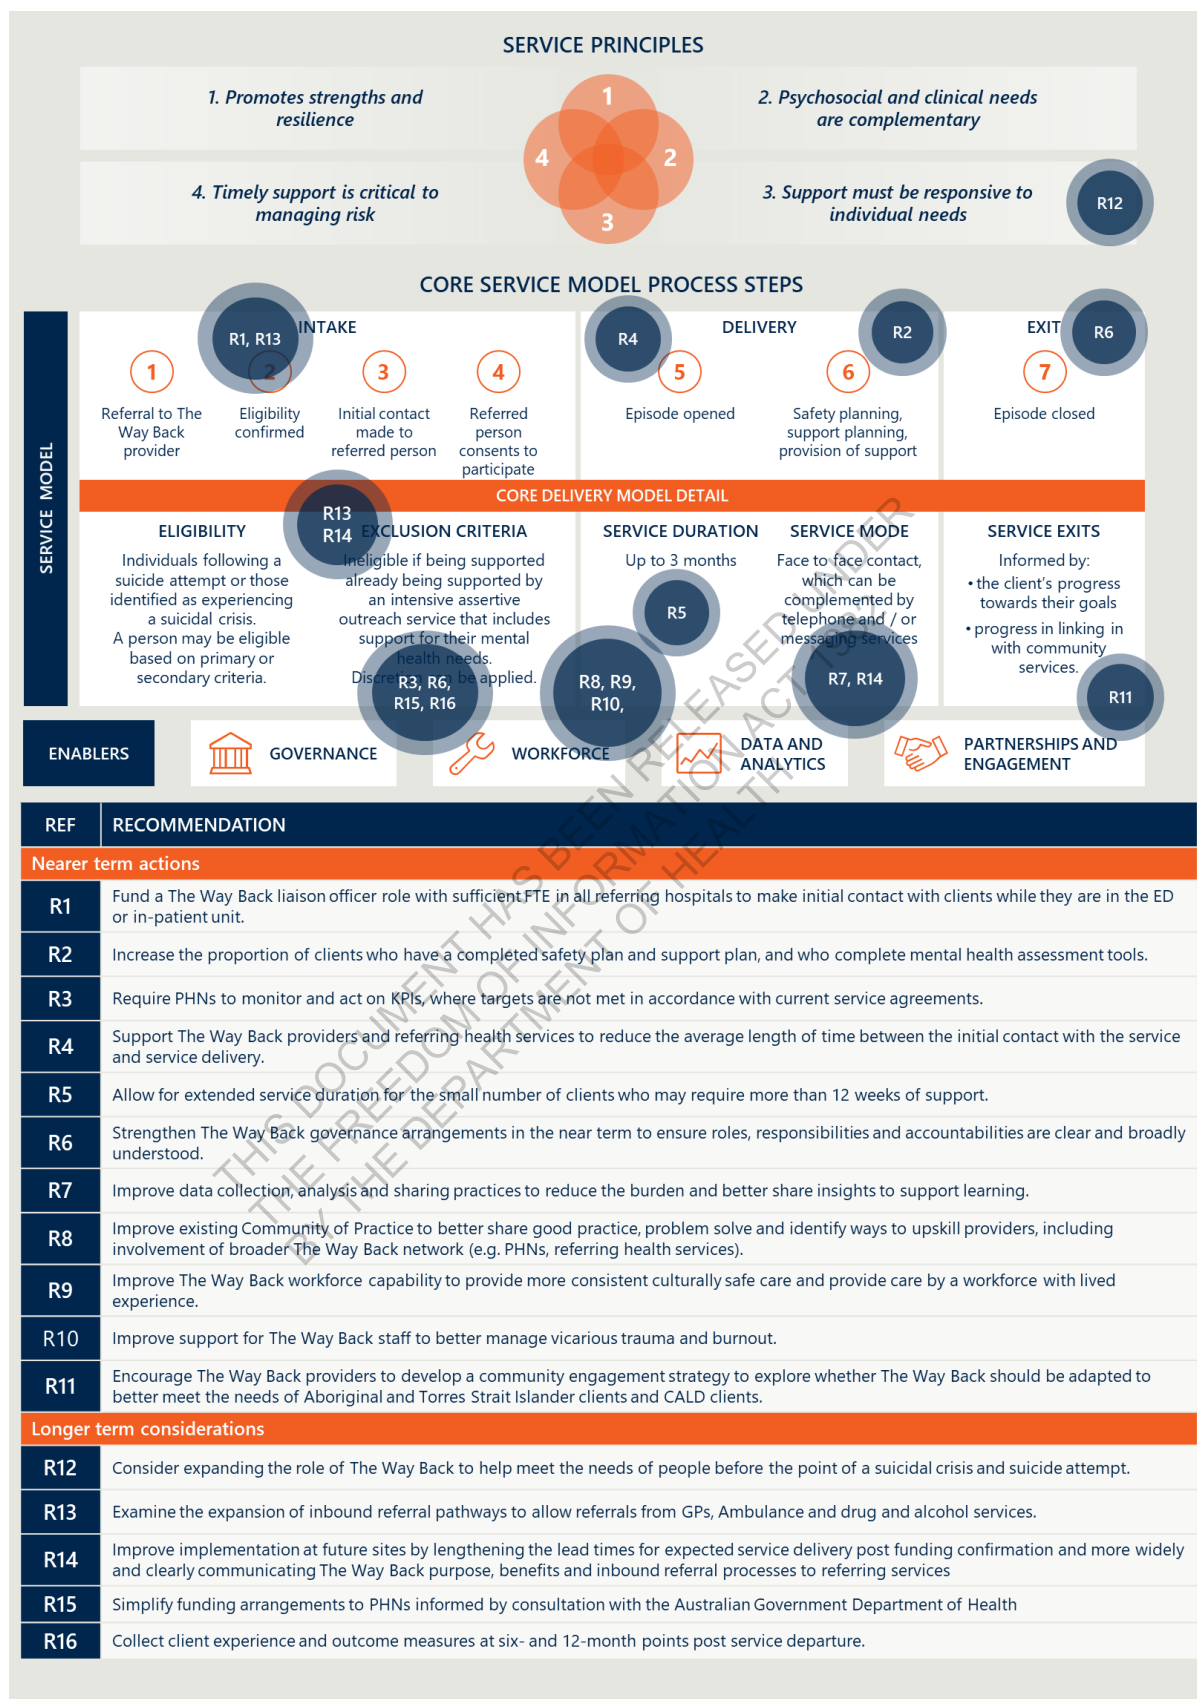 SERVICE PRINCIPLES
1. Promotes strengths and
resilience
2. Psychosocial and clinical needs
are complementary
4. Timely support is critical to
managing risk
3. Support must be responsive to
individual needs
1
2
3
4
R12
CORE SERVICE MODEL PROCESS STEPS
SERVICE MODEL
INTAKE
R1, R13
1
Referral to The
Way Back
provider
2
Eligibility
confirmed
3
Initial contact
made to
referred person
4
Referred
person
consents to
participate
DELIVERY
R4
R2
5
Episode opened
6
Safety planning,
support planning,
provision of support
EXIT
R6
7
Episode closed
CORE DELIVERY MODEL DETAIL
R13
R14
ELIGIBILITY
Individuals following a
suicide attempt or those
identified as experiencing
a suicidal crisis.
A person may be eligible
based on primary or
secondary criteria.
EXCLUSION CRITERIA
Ineligible if being supported
already being supported by
an intensive assertive
outreach service that includes
support for their mental
health needs.
Discretion can be applied.
R3, R6,
R15, R16
SERVICE DURATION
Up to 3 months
R5
R8, R9,
R10,
SERVICE MODE
Face to face contact,
which can be
complemented by
telephone and / or
messaging services
R7, R14
SERVICE EXITS
Informed by:
• the client's progress
towards their goals
• progress in linking in
with community
services.
R11
ENABLERS
GOVERNANCE
WORKFORCE
DATA AND
ANALYTICS
PARTNERSHIPS AND
ENGAGEMENT
REF RECOMMENDATION
Nearer term actions
R1 Fund a The Way Back liaison officer role with sufficient FTE in all referring hospitals to make initial contact with clients while they are in the ED
or in-patient unit.
R2 Increase the proportion of clients who have a completed safety plan and support plan, and who complete mental health assessment tools.
R3 Require PHNs to monitor and act on KPIs, where targets are not met in accordance with current service agreements.
R4 Support The Way Back providers and referring health services to reduce the average length of time between the initial contact with the service
and service delivery.
R5 Allow for extended service duration for the small number of clients who may require more than 12 weeks of support.
R6 Strengthen The Way Back governance arrangements in the near term to ensure roles, responsibilities and accountabilities are clear and broadly
understood.
R7 Improve data collection, analysis and sharing practices to reduce the burden and better share insights to support learning.
R8 Improve existing Community of Practice to better share good practice, problem solve and identify ways to upskill providers, including
involvement of broader The Way Back network (e.g. PHNs, referring health services).
R9 Improve The Way Back workforce capability to provide more consistent culturally safe care and provide care by a workforce with lived
experience.
R10 Improve support for The Way Back staff to better manage vicarious trauma and burnout.
R11 Encourage The Way Back providers to develop a community engagement strategy to explore whether The Way Back should be adapted to
better meet the needs of Aboriginal and Torres Strait Islander clients and CALD clients.
Longer term considerations
R12 Consider expanding the role of The Way Back to help meet the needs of people before the point of a suicidal crisis and suicide attempt.
R13 Examine the expansion of inbound referral pathways to allow referrals from GPs, Ambulance and drug and alcohol services.
R14 Improve implementation at future sites by lengthening the lead times for expected service delivery post funding confirmation and more widely
and clearly communicating The Way Back purpose, benefits and inbound referral processes to referring services
R15 Simplify funding arrangements to PHNs informed by consultation with the Australian Government Department of Health
R16 Collect client experience and outcome measures at six- and 12-month points post service departure.
THIS DOCUMENT HAS BEEN RELEASED UNDER
THE FREEDOM OF INFORMATION ACT 1982
BY THE DEPARTMENT OF HEALTH